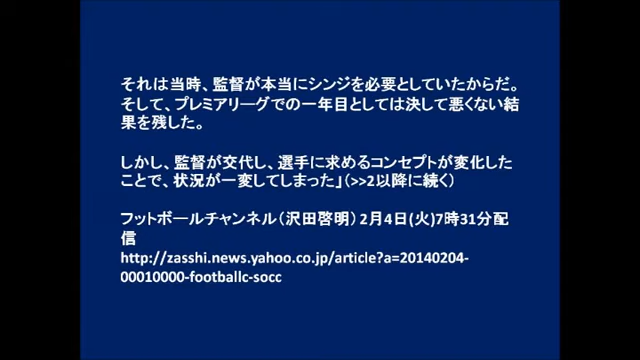 それは当時、監督が本当にシンジを必要としていたからだ。
そして、プレミアリーグでの一年目としては決して悪くない結
果を残した。
しかし、監督が交代し、選手に求めるコンセプトが変化した
ことで、状況が一変してしまった」（>>2以降に続く）
フットボールチャンネル（沢田啓明）2月4日(火)7時31分配
信
http://zasshi.news.yahoo.co.jp/article?a=20140204-
00010000-footballc-socc